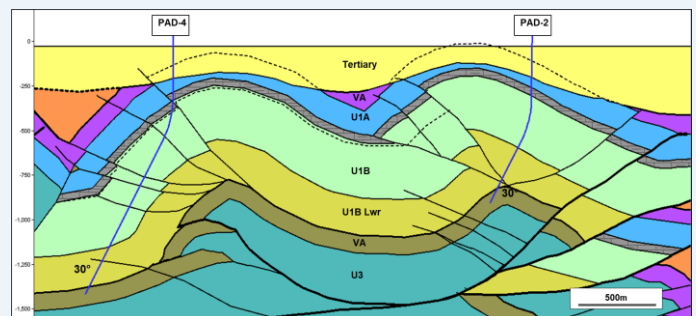 PAD-4
PAD-2
0
-250
-500
-750
-1,000
-1,250
-1,500
Tertiary
VA
U1A
U1B
U1B Lwr
VA
U3
30
30°
500m